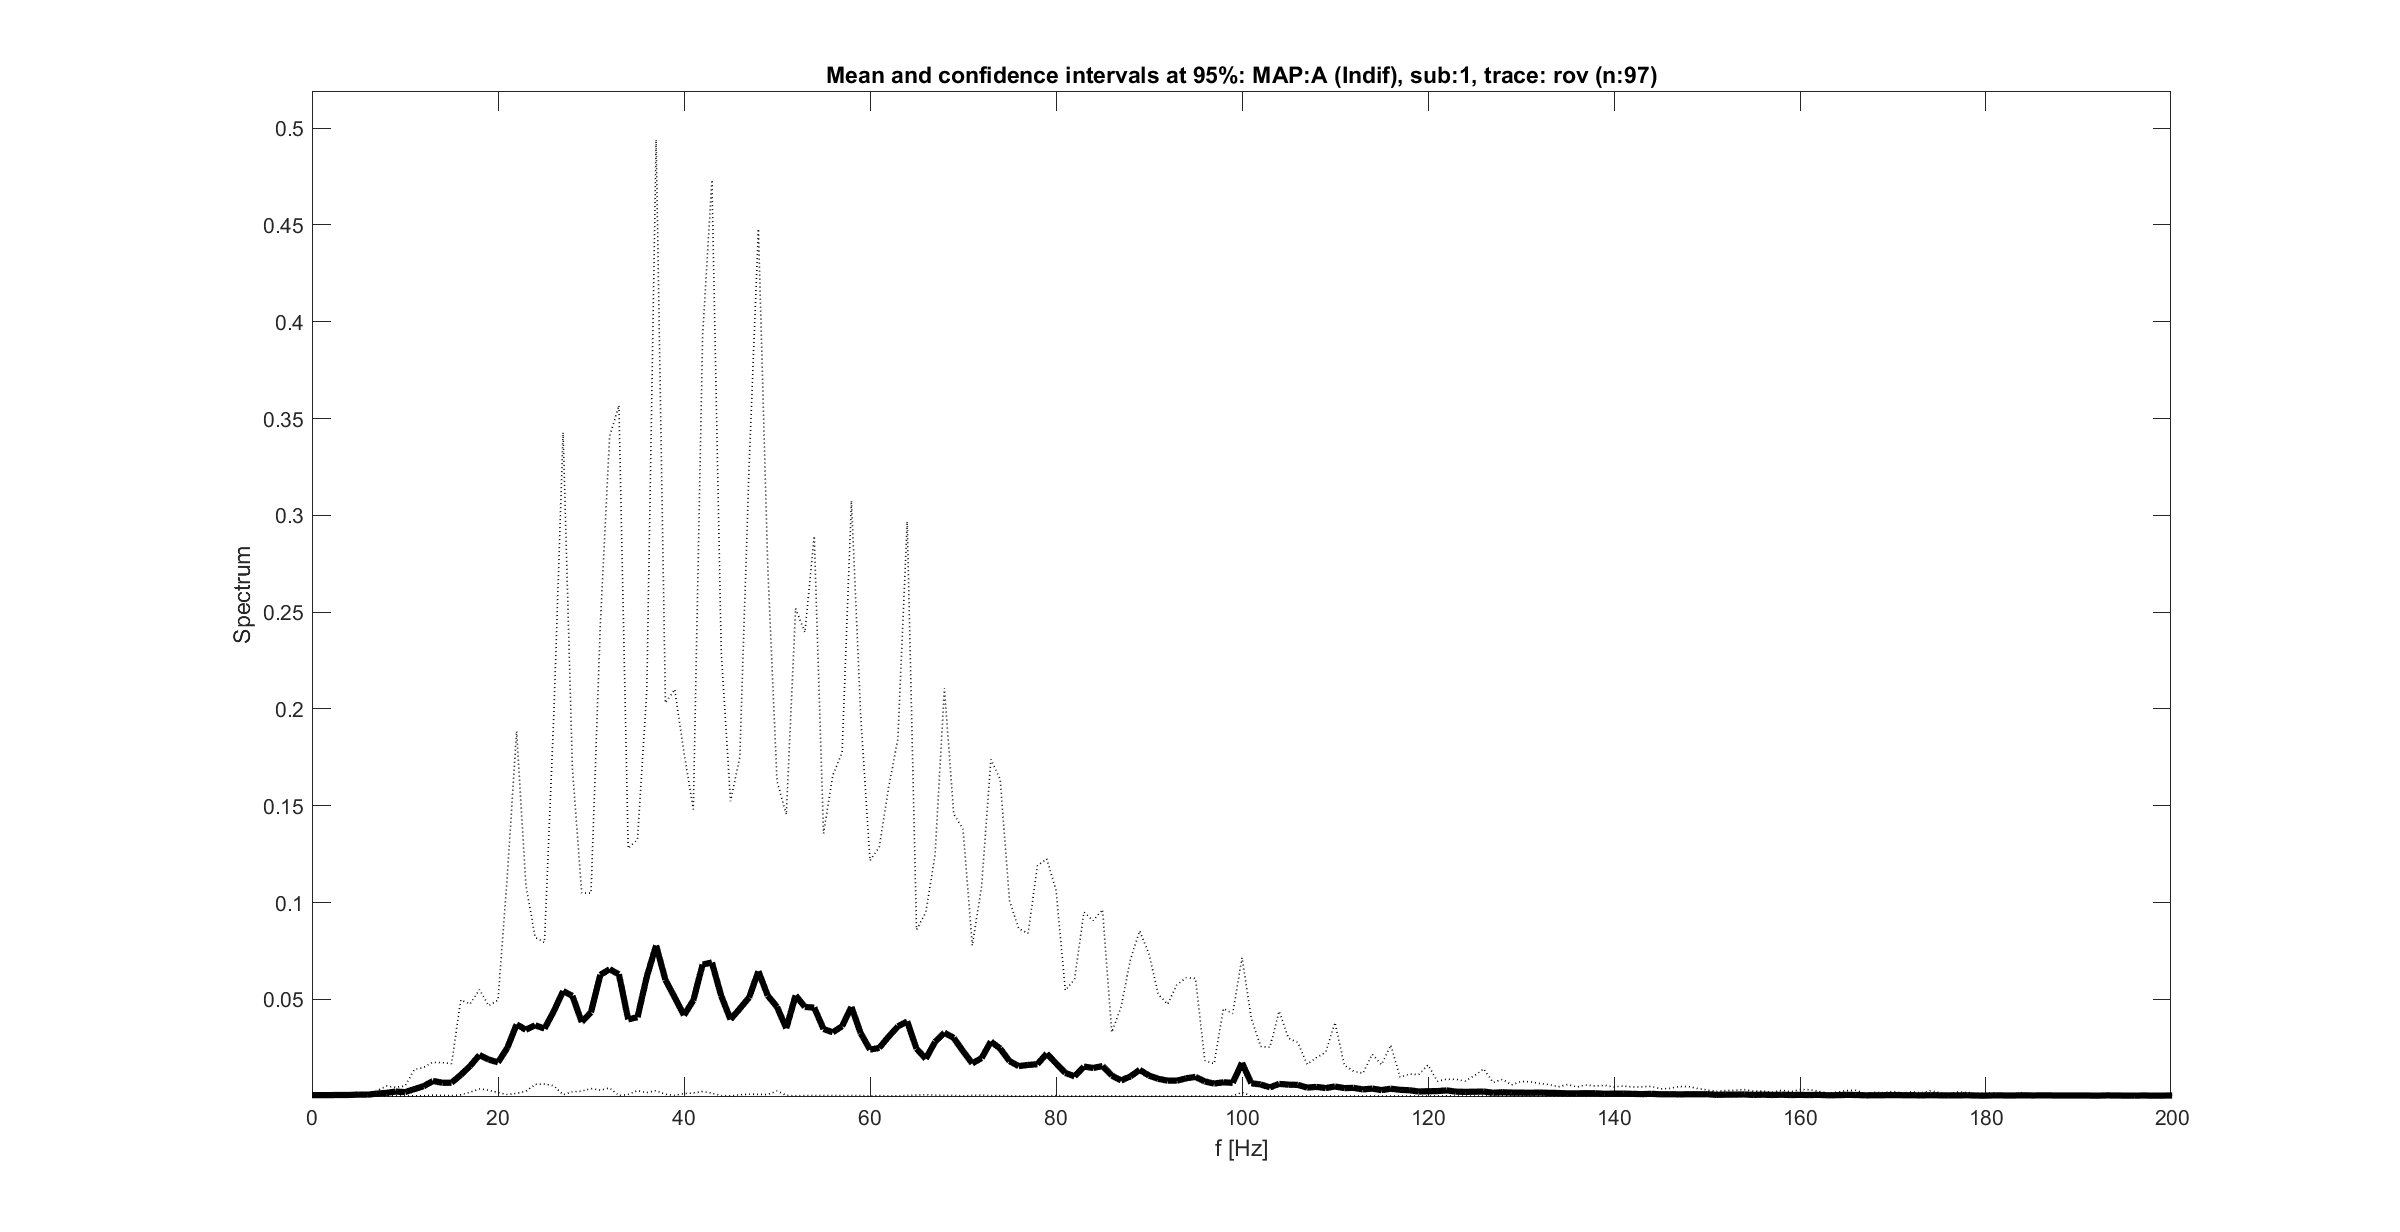 Mean and confidence intervals at 95%: MAP:A (Indif), sub:1, trace: rov (n:97)
0.5
0.45
0.4
0.35
0.3
0.25
0.2
0.15
0.1
0.05
Spectrum
0 20 40 60 80 100 120 140 160 180 200
f [Hz]